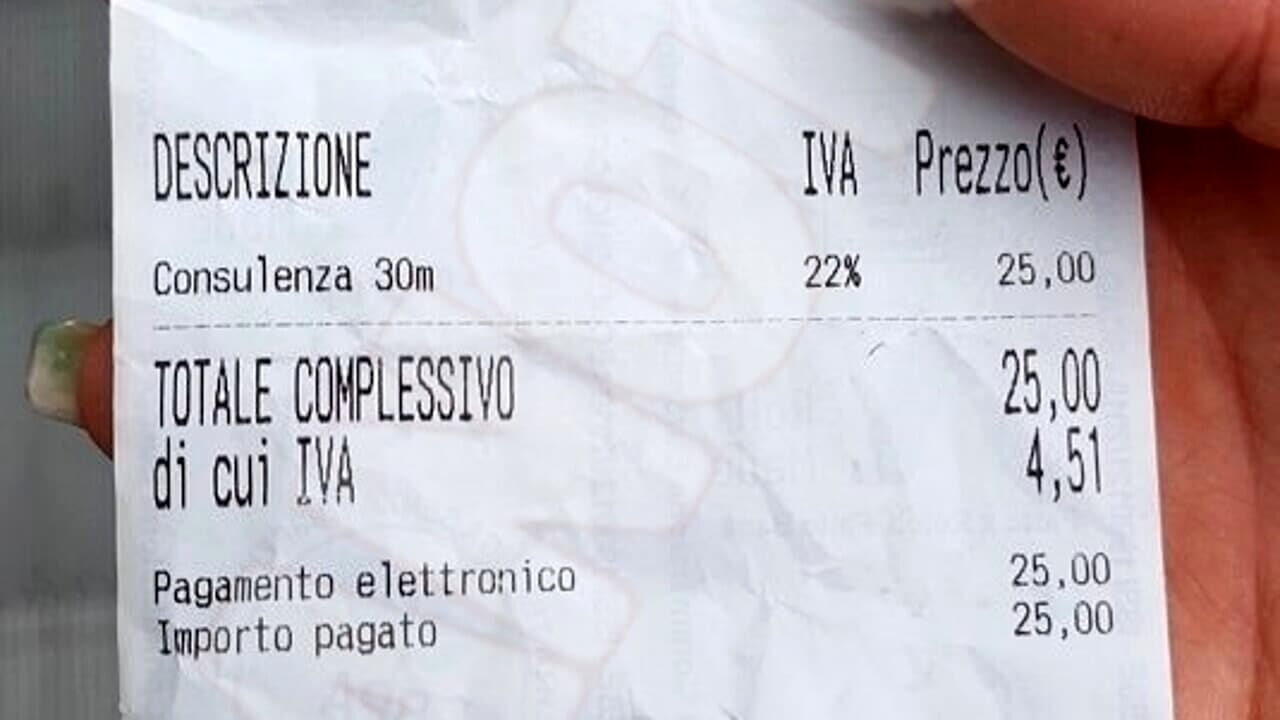 DESCRIZIONE IVA Prezzo(€)
Consulenza 30m 22% 25,00
TOTALE COMPLESSIVO 25,00
di cui IVA 4,51
Pagamento elettronico 25,00
Importo pagato 25,00